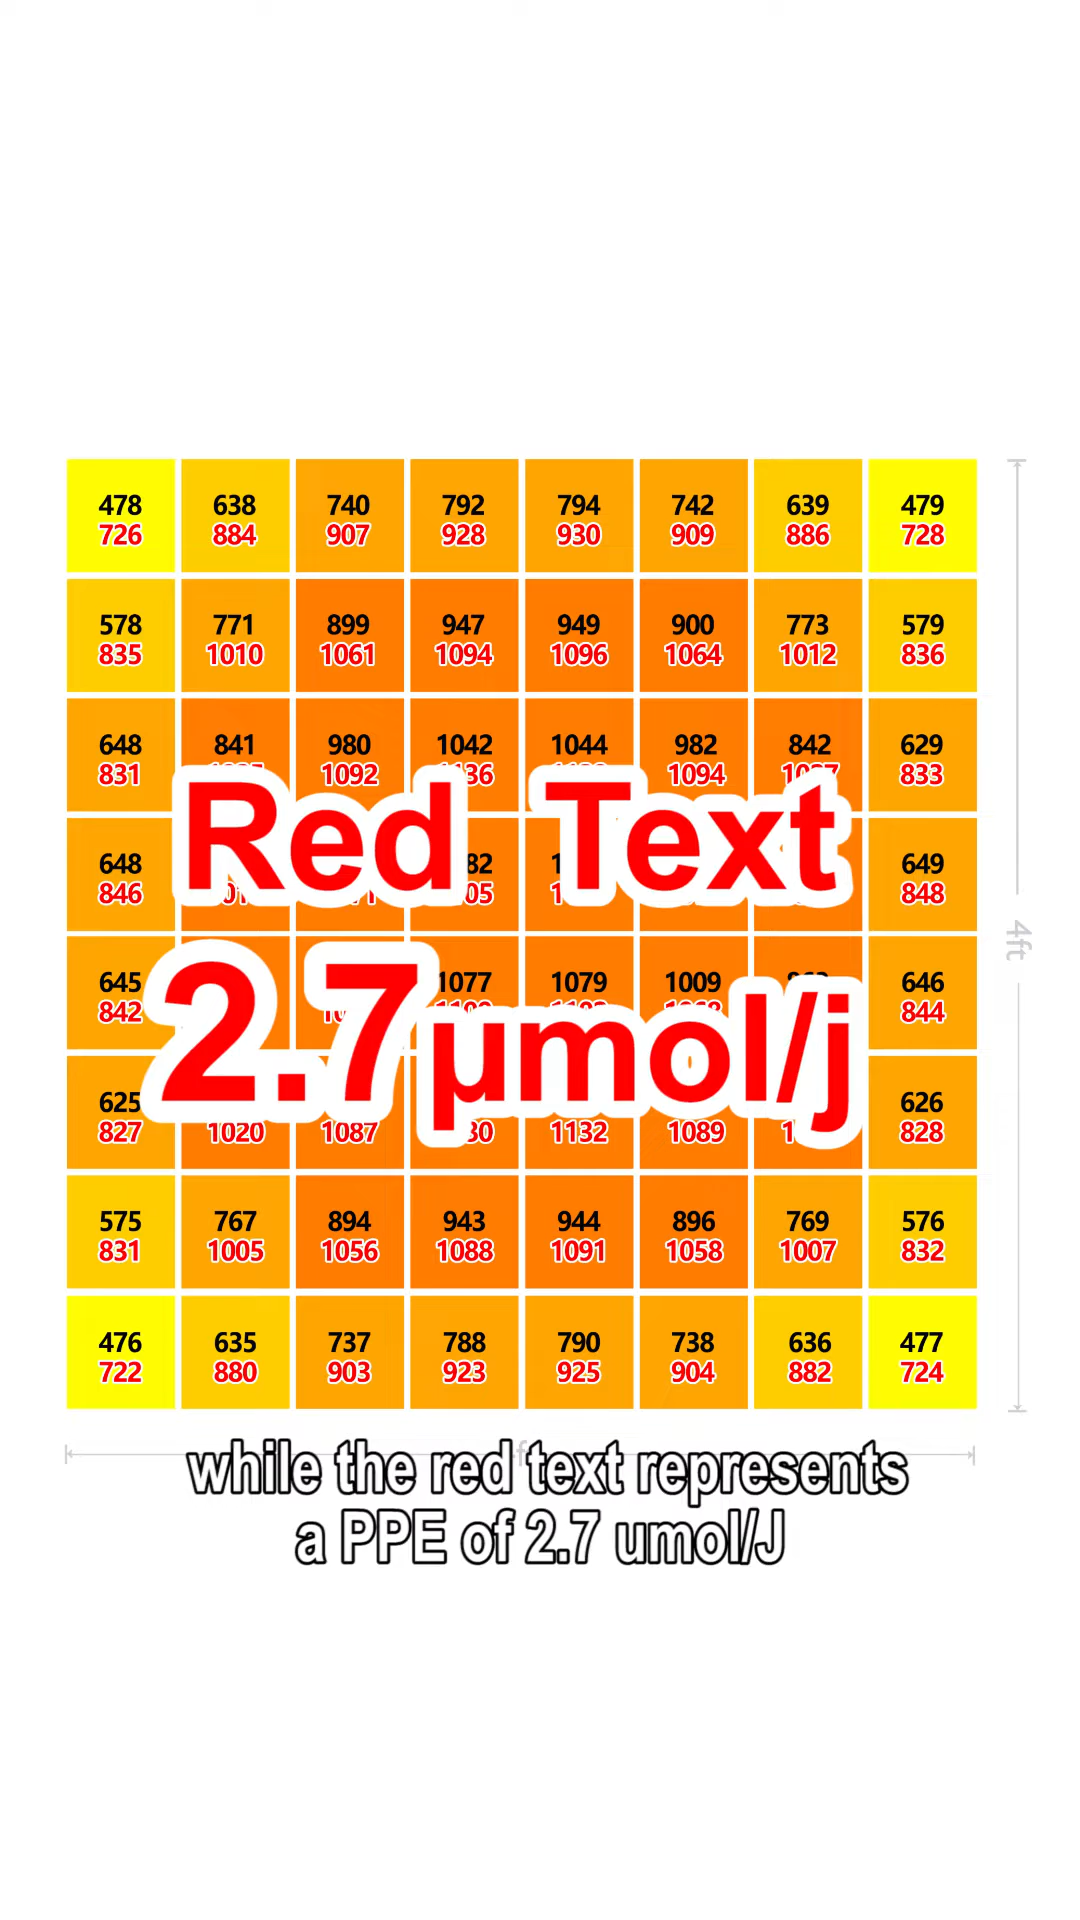 478 638 740 792 794 742 639 479
726 884 907 928 930 909 886 728
578 771 899 947 949 900 773 579
835 1010 1061 1094 1096 1064 1012 836
648 841 980 1042 1044 982 842 629
831 1092 1094 833
Red Text
648 649
846 848
2.7µmol/j
645 1077 1079 1009 646
842 844
4ft
625 626
827 1020 1087 1132 1089 828
575 767 894 943 944 896 769 576
831 1005 1056 1088 1091 1058 1007 832
476 635 737 788 790 738 636 477
722 880 903 923 925 904 882 724
while the red text represents
a PPE of 2.7 umol/J